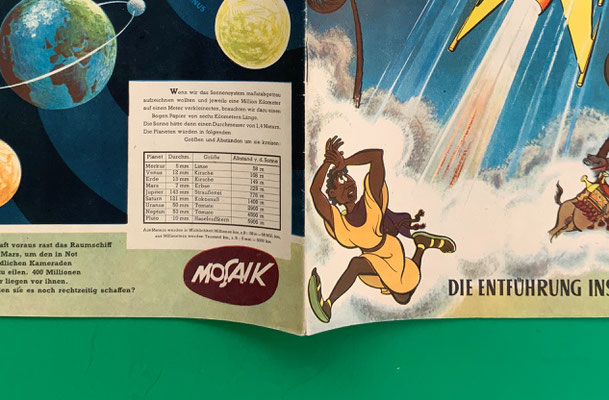 NUS
Wenn wir das Sonnensystem maßstabgenau
aufzeichnen wollten und jeweils eine Million Kilometer
auf einen Meter verkleinerten, brauchten wir dazu einen
Bogen Papier von sechs Kilometern Länge.
Die Sonne hätte dann einen Durchmesser von 1,4 Metern.
Die Planeten würden in folgenden
Größen und Abständen um sie kreisen:
Planet Durchm. Größe Abstand v. d. Sonne
Merkur 5 mm Linse 58 m
Venus 12 mm Kirsche 108 m
Erde 13 mm Kirsche 149 m
Mars 7 mm Erbse 228 m
Jupiter 143 mm Straußenei 778 m
Saturn 121 mm Kokosnuß 1428 m
Uranus 50 mm Tomate
Neptun 53 mm Tomate
Pluto 10 mm Haselnußkern
MOSAIK
aft voraus rast das Raumschiff
Mars, um den in Not
dlichen Kameraden
zu eilen. 400 Millionen
r liegen vor ihnen.
en sie es noch rechtzeitig schaffen?
DIE ENTFÜHRUNG INS